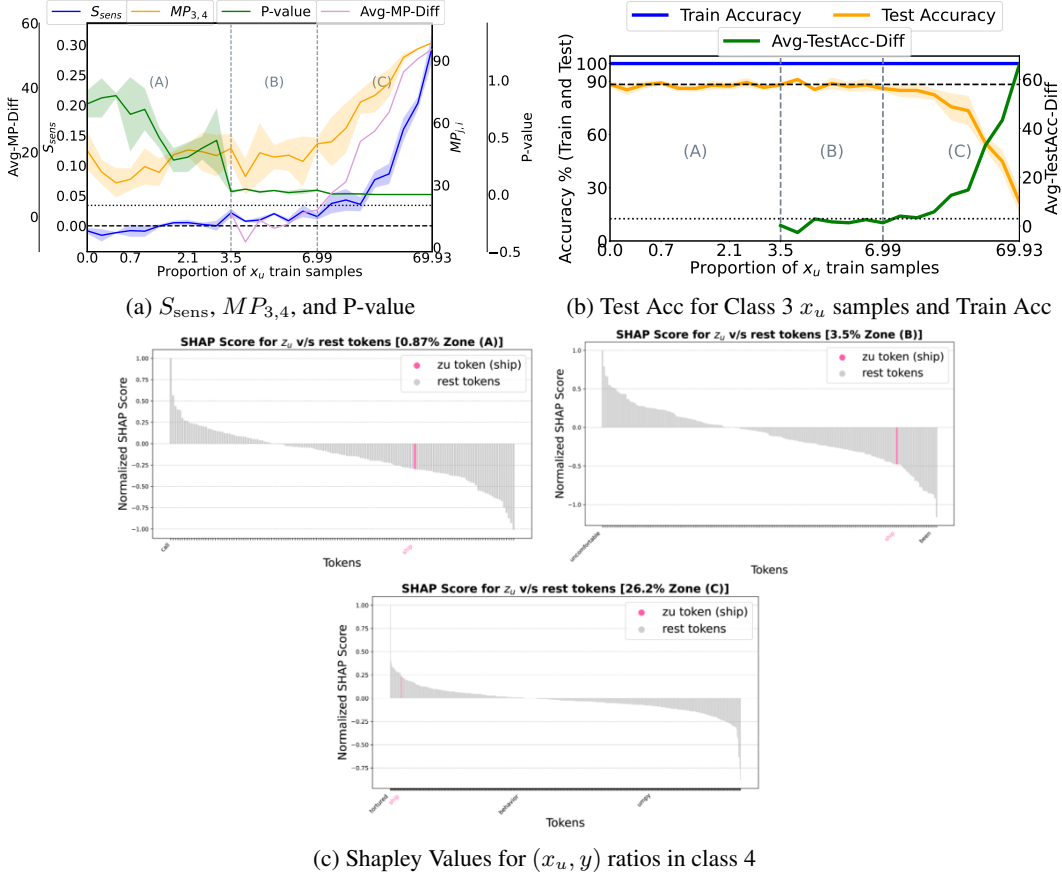 S_sens MP_3,4 P-value Avg-MP-Diff
60
40
20
0
Avg-MP-Diff
0.30
0.25
0.20
0.15
0.10
0.05
0.00
S_sens
(A) (B) (C)
90
60
30
0
MP_j,i
1.0
0.0
−0.5
P-value
0.0 0.7 2.1 3.5 6.99 69.93
Proportion of x_u train samples
(a) S_sens, MP_3,4, and P-value
Train Accuracy Test Accuracy
Avg-TestAcc-Diff
100
90
60
30
0
Accuracy % (Train and Test)
(A) (B) (C)
60
40
20
0
Avg-TestAcc-Diff
0.0 0.7 2.1 3.5 6.99 69.93
Proportion of x_u train samples
(b) Test Acc for Class 3 x_u samples and Train Acc
SHAP Score for z_u v/s rest tokens [0.87% Zone (A)]
zu token (ship)
rest tokens
1.00
0.75
0.50
0.25
0.00
−0.25
−0.50
−0.75
−1.00
Normalized SHAP Score
call ship
Tokens
SHAP Score for z_u v/s rest tokens [3.5% Zone (B)]
zu token (ship)
rest tokens
1.0
0.5
0.0
−0.5
−1.0
Normalized SHAP Score
uncomfortable ship been
Tokens
SHAP Score for z_u v/s rest tokens [26.2% Zone (C)]
zu token (ship)
rest tokens
1.00
0.75
0.50
0.25
0.00
−0.25
−0.50
−0.75
Normalized SHAP Score
tortured ship behavior umpy
Tokens
(c) Shapley Values for (x_u, y) ratios in class 4